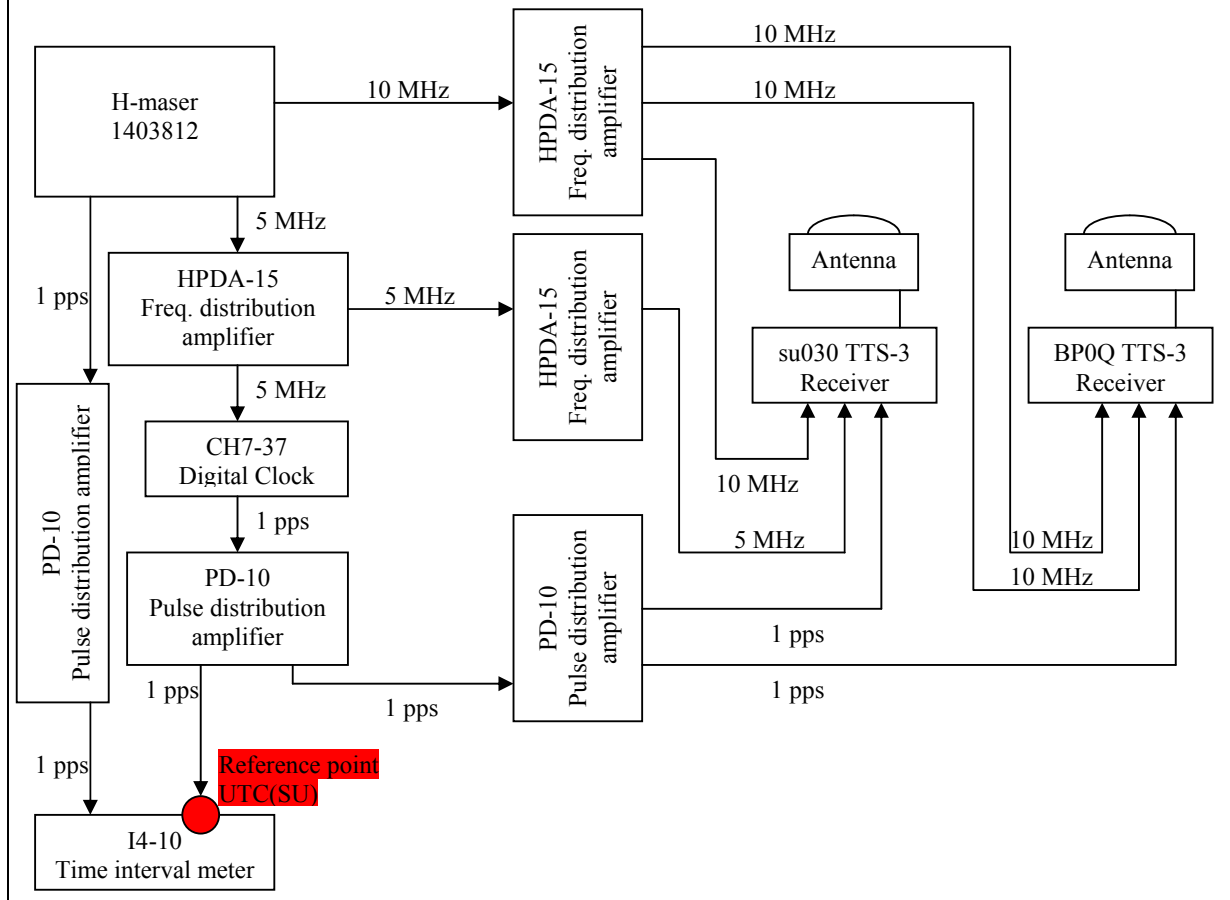 H-maser
1403812
10 MHz
HPDA-15
Freq. distribution
amplifier
10 MHz
10 MHz
5 MHz
1 pps
HPDA-15
Freq. distribution
amplifier
5 MHz
HPDA-15
Freq. distribution
amplifier
Antenna
Antenna
su030 TTS-3
Receiver
BP0Q TTS-3
Receiver
5 MHz
CH7-37
Digital Clock
10 MHz
1 pps
PD-10
Pulse distribution amplifier
PD-10
Pulse distribution
amplifier
PD-10
Pulse distribution
amplifier
5 MHz
10 MHz
10 MHz
1 pps
1 pps
1 pps
1 pps
1 pps
Reference point
UTC(SU)
I4-10
Time interval meter